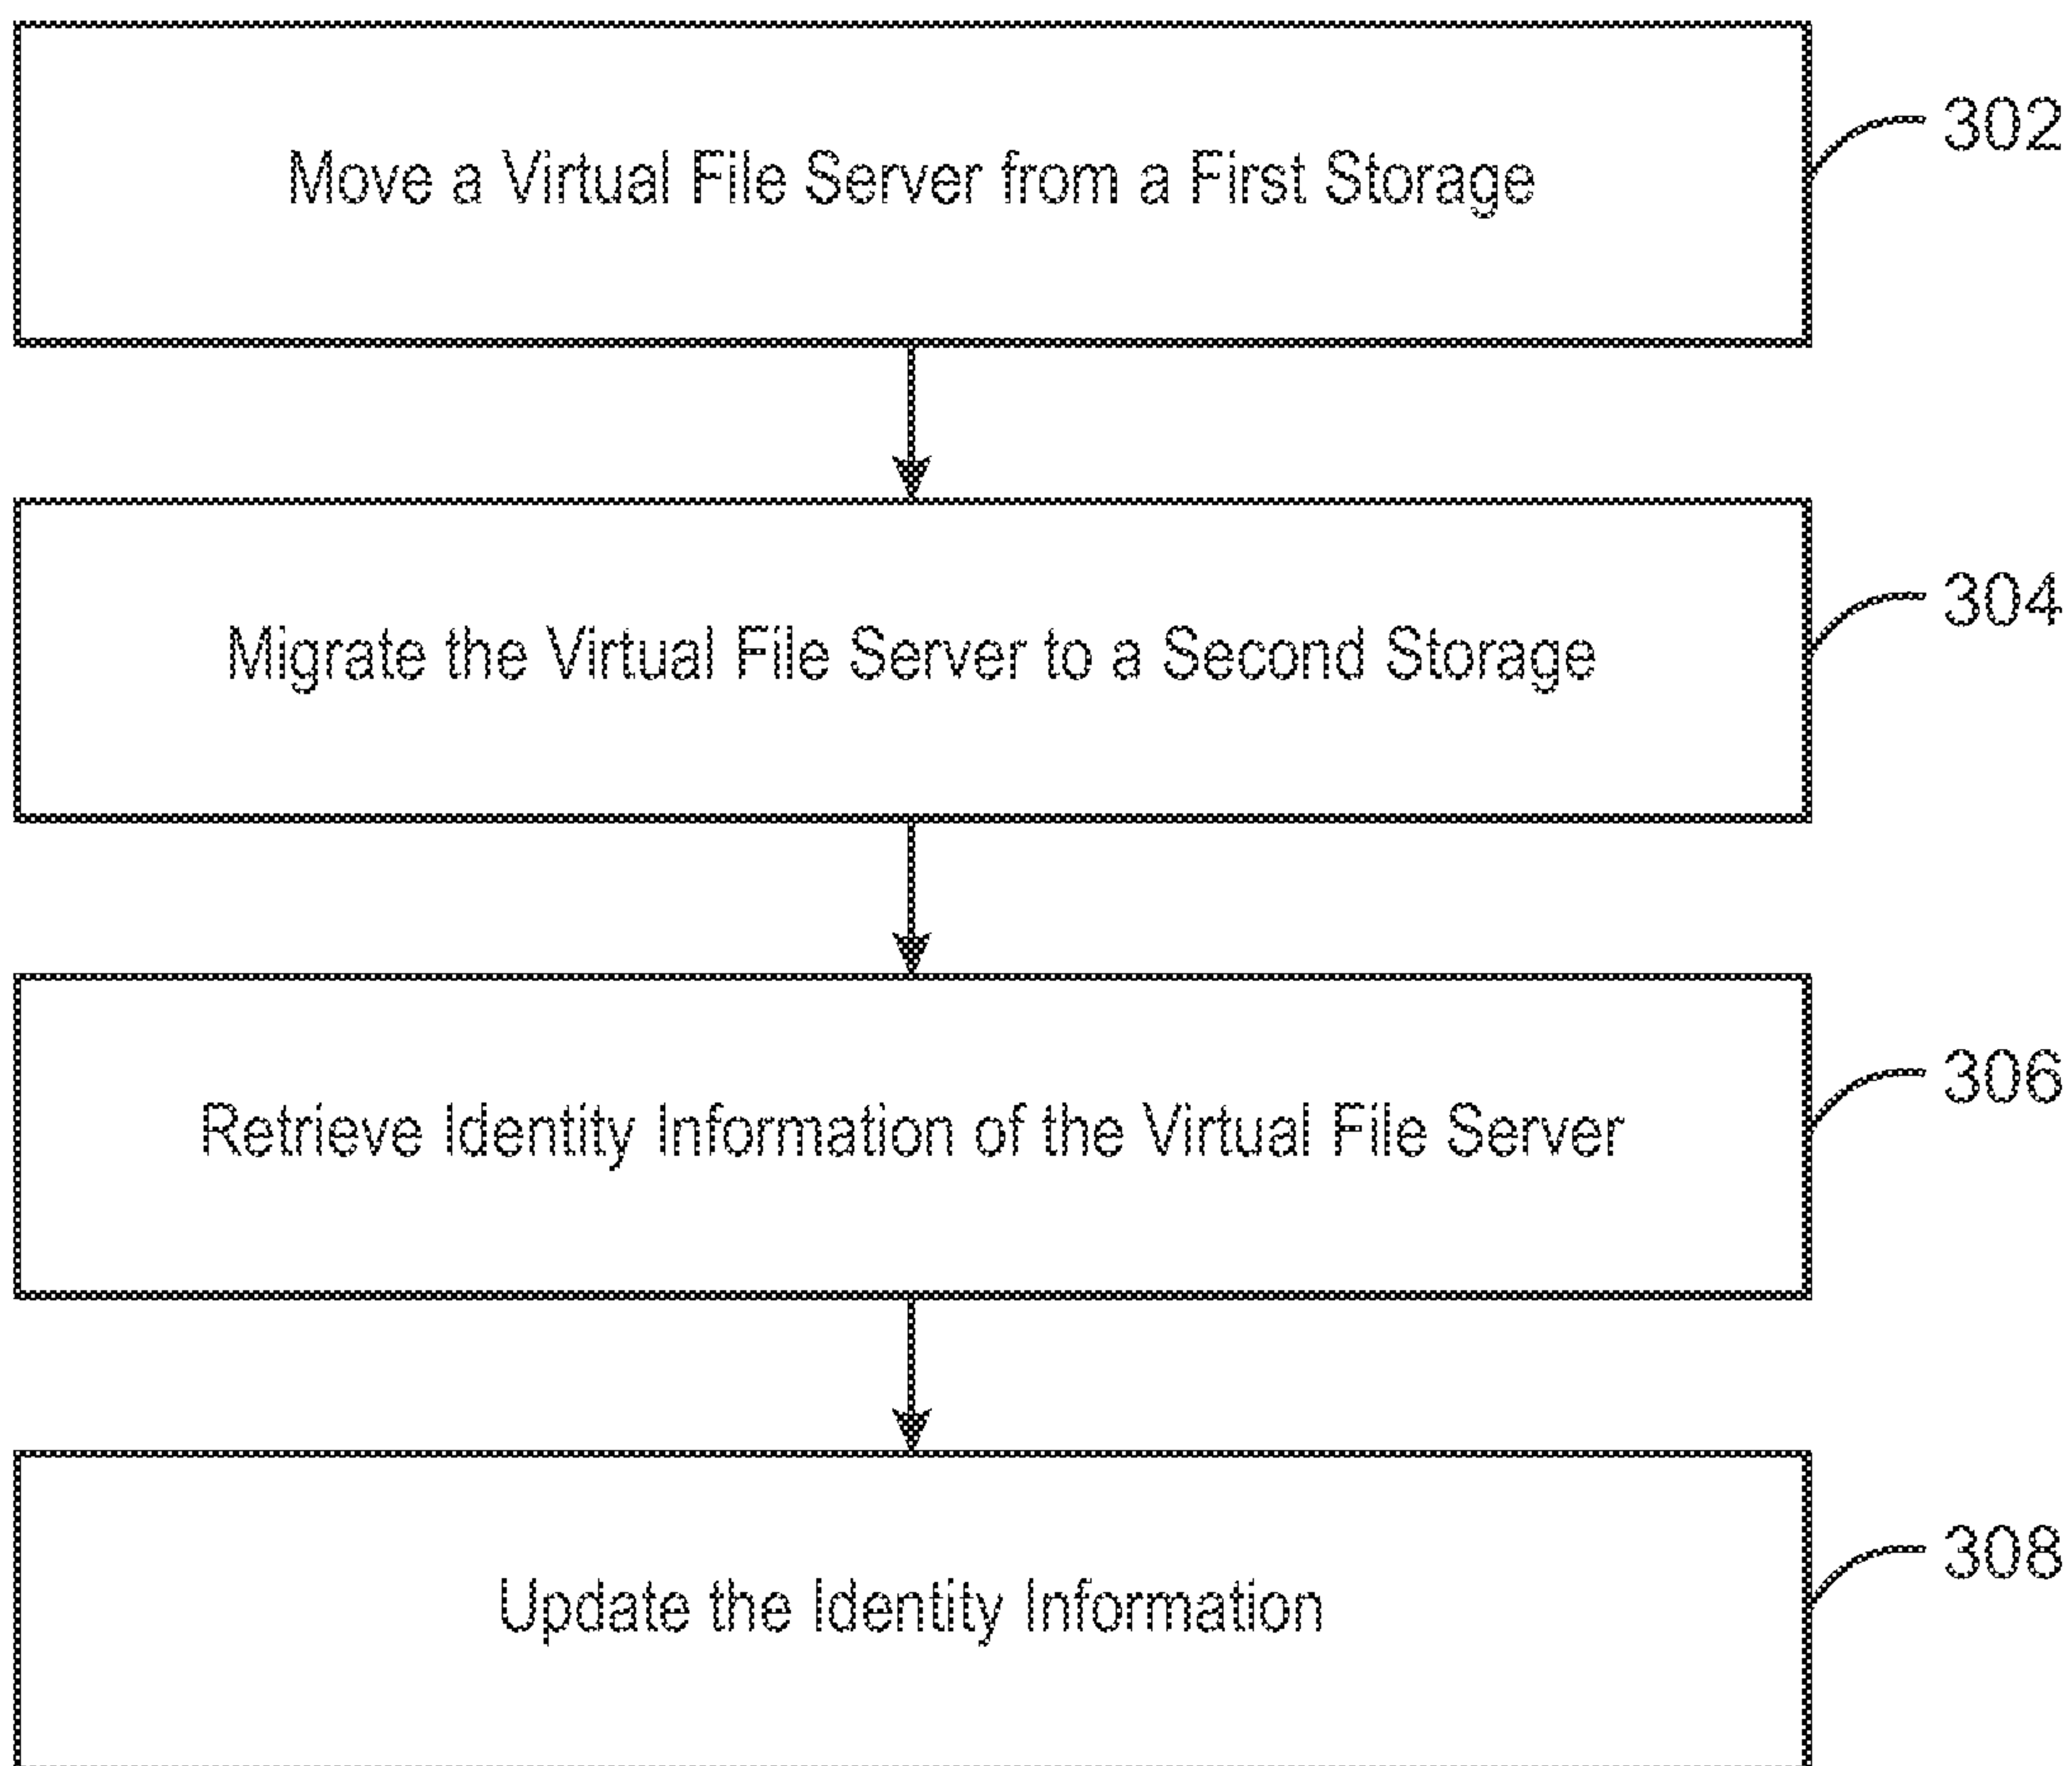 Move a Virtual File Server from a First Storage
302
Migrate the Virtual File Server to a Second Storage
304
Retrieve Identity Information of the Virtual File Server
306
Update the Identity Information
308